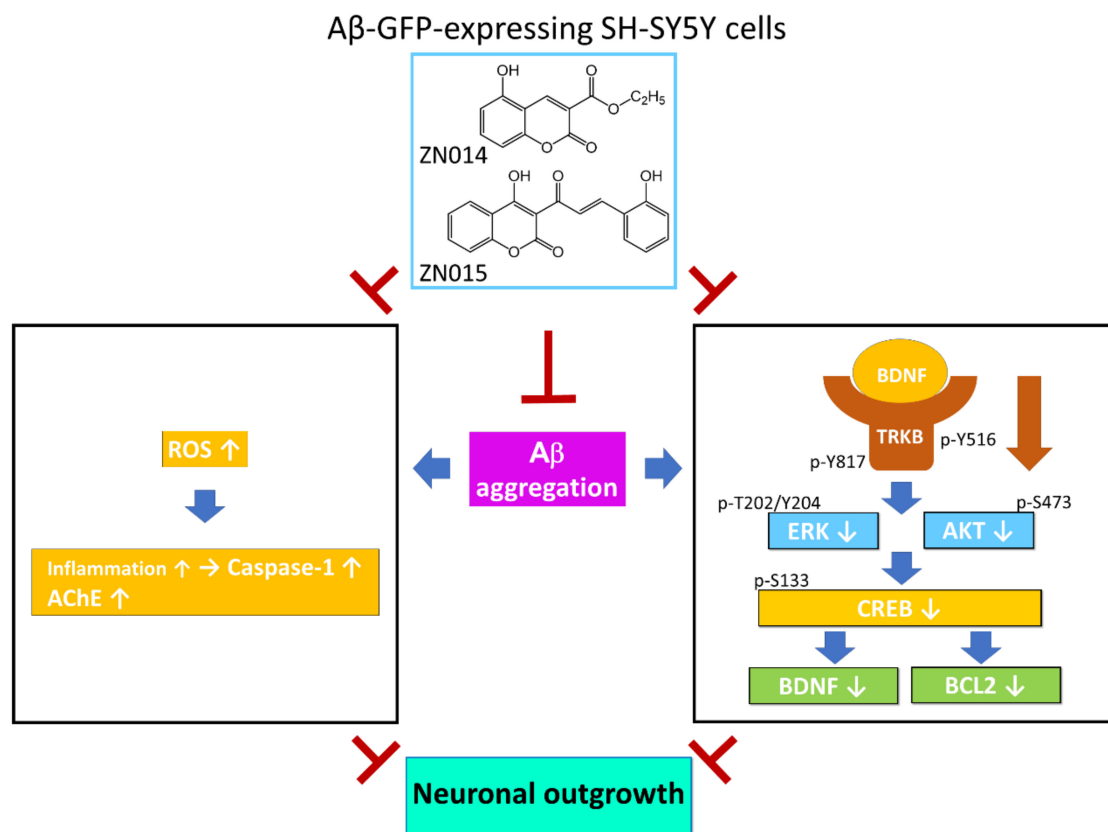 Aβ-GFP-expressing SH-SY5Y cells
OH
O
O
C₂H₅
O
O
ZN014
OH
O
OH
O
O
ZN015
BDNF
TRKB
p-Y516
p-Y817
ROS ↑
Aβ
aggregation
p-T202/Y204
p-S473
ERK ↓
AKT ↓
Inflammation ↑ → Caspase-1 ↑
AChE ↑
p-S133
CREB ↓
BDNF ↓
BCL2 ↓
Neuronal outgrowth